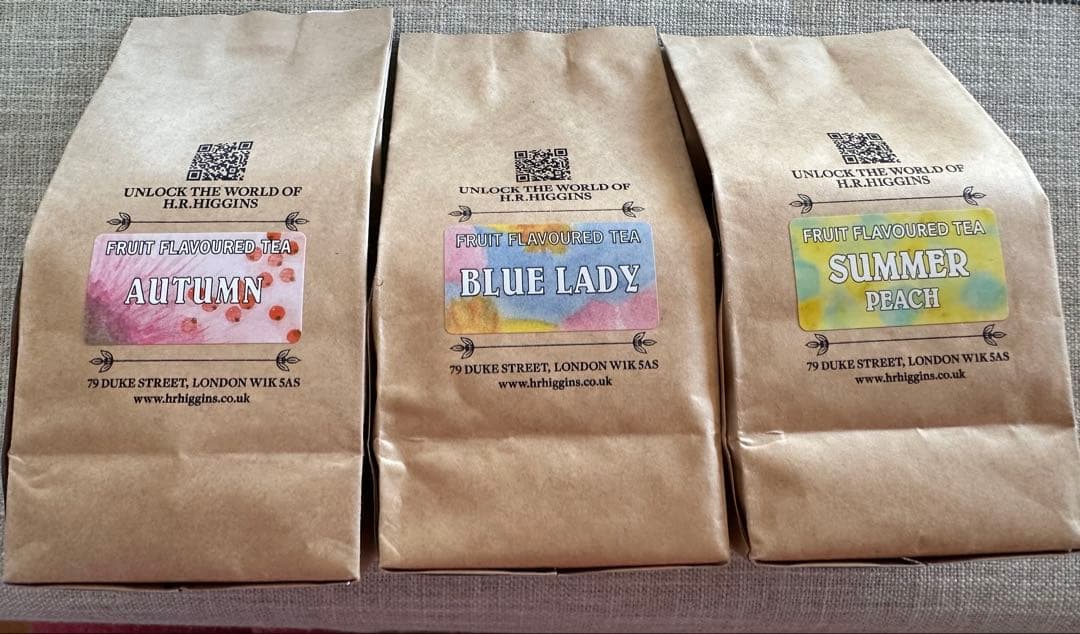 UNLOCK THE WORLD OF
H.R.HIGGINS
FRUIT FLAVOURED TEA
AUTUMN
79 DUKE STREET, LONDON W1K 5AS
www.hrhiggins.co.uk
UNLOCK THE WORLD OF
H.R.HIGGINS
FRUIT FLAVOURED TEA
BLUE LADY
79 DUKE STREET, LONDON W1K 5AS
www.hrhiggins.co.uk
UNLOCK THE WORLD OF
H.R.HIGGINS
FRUIT FLAVOURED TEA
SUMMER
PEACH
79 DUKE STREET, LONDON W1K 5AS
www.hrhiggins.co.uk